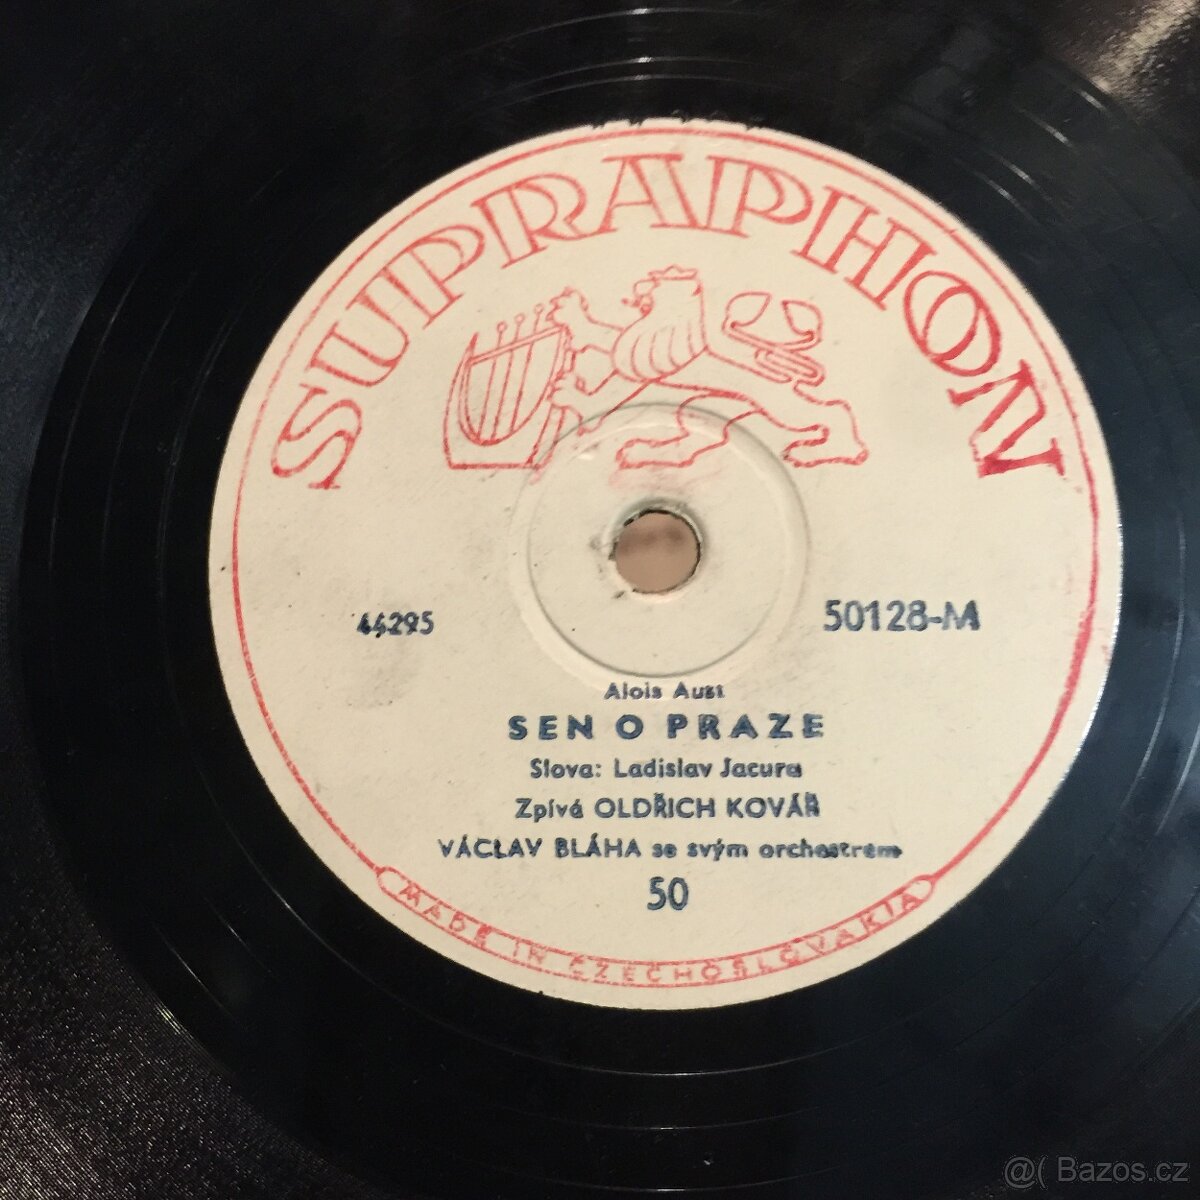 SUPRAPHON
44295
50128-M
Alois Aust
SEN O PRAZE
Slova: Ladislav Jacura
Zpívá OLDŘICH KOVÁŘ
VÁCLAV BLÁHA se svým orchestrem
50
MADE IN CZECHOSLOVAKIA
@( Bazos.cz